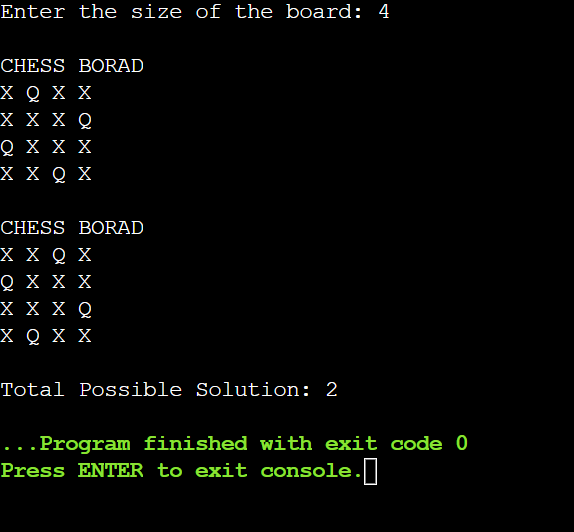 Enter the size of the board: 4
CHESS BORAD
X Q X X
X X X Q
Q X X X
X X Q X
CHESS BORAD
X X Q X
Q X X X
X X X Q
X Q X X
Total Possible Solution: 2
...Program finished with exit code 0
Press ENTER to exit console.